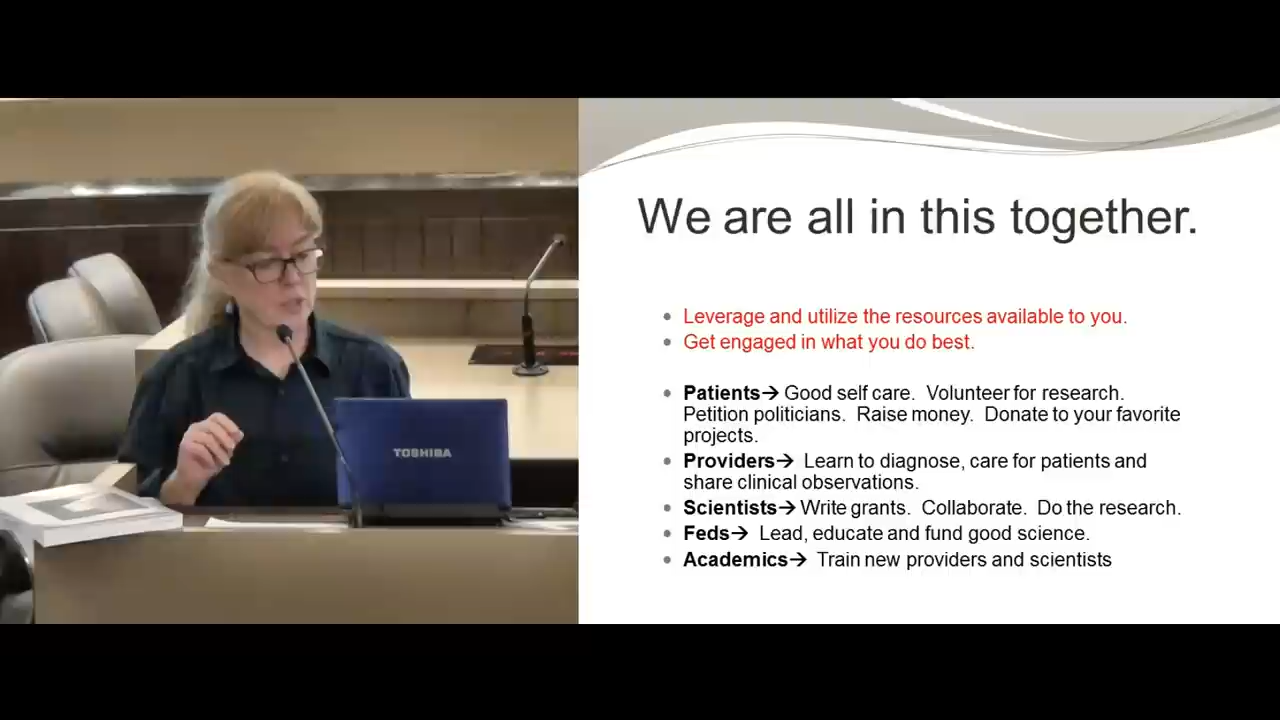 We are all in this together.
Leverage and utilize the resources available to you.
Get engaged in what you do best.
Patients→ Good self care. Volunteer for research.
Petition politicians. Raise money. Donate to your favorite
projects.
Providers→ Learn to diagnose, care for patients and
share clinical observations.
Scientists→ Write grants. Collaborate. Do the research.
Feds→ Lead, educate and fund good science.
Academics→ Train new providers and scientists
TOSHIBA